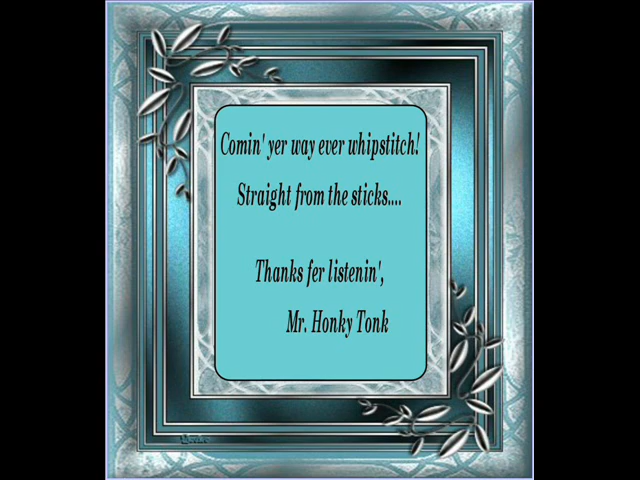 Comin' yer way ever whipstitch!
Straight from the sticks....
Thanks fer listenin',
Mr. Honky Tonk